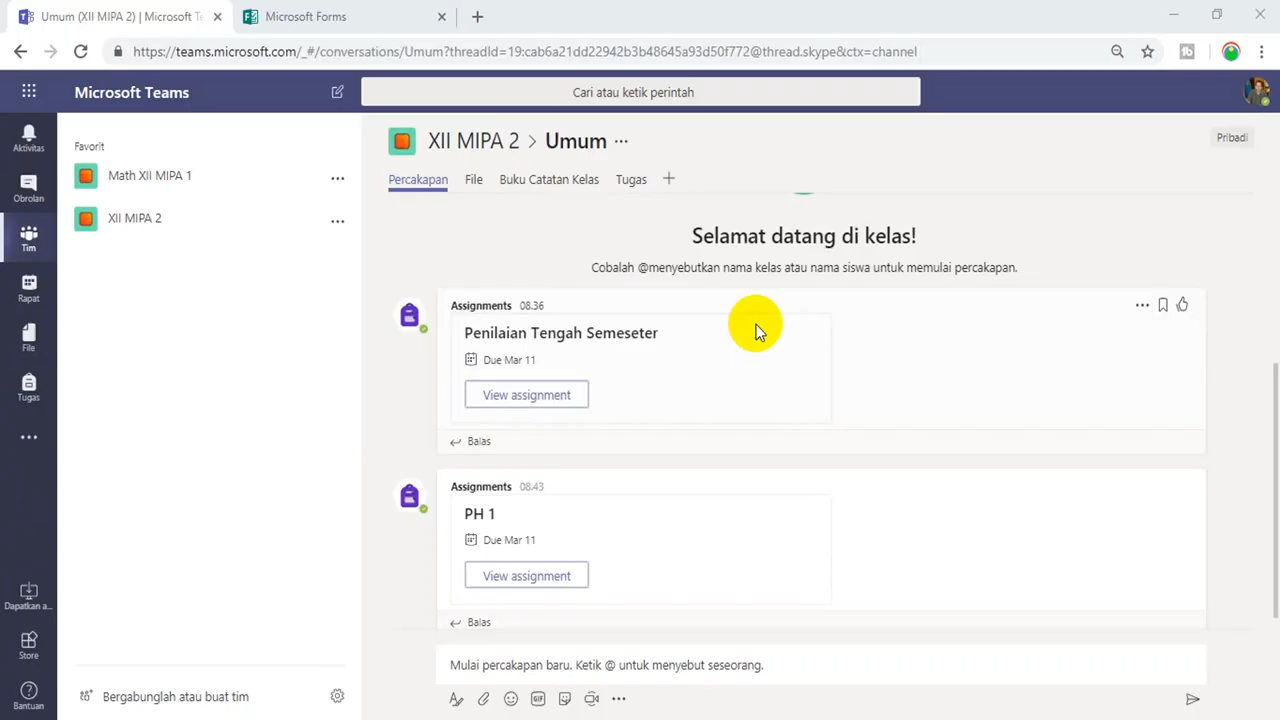 Umum (XII MIPA 2) | Microsoft Te
Microsoft Forms
https://teams.microsoft.com/_#/conversations/Umum?threadId=19:cab6a21dd22942b3b48645a93d50f772@thread.skype&ctx=channel
Microsoft Teams
Cari atau ketik perintah
Aktivitas
Obrolan
Tim
Rapat
File
Tugas
Dapatkan a...
Store
Bantuan
Favorit
Math XII MIPA 1
XII MIPA 2
Bergabunglah atau buat tim
XII MIPA 2 > Umum
Pribadi
Percakapan File Buku Catatan Kelas Tugas
Selamat datang di kelas!
Cobalah @menyebutkan nama kelas atau nama siswa untuk memulai percakapan.
Assignments 08.36
Penilaian Tengah Semeseter
Due Mar 11
View assignment
Balas
Assignments 08.43
PH 1
Due Mar 11
View assignment
Balas
Mulai percakapan baru. Ketik @ untuk menyebut seseorang.
GIF